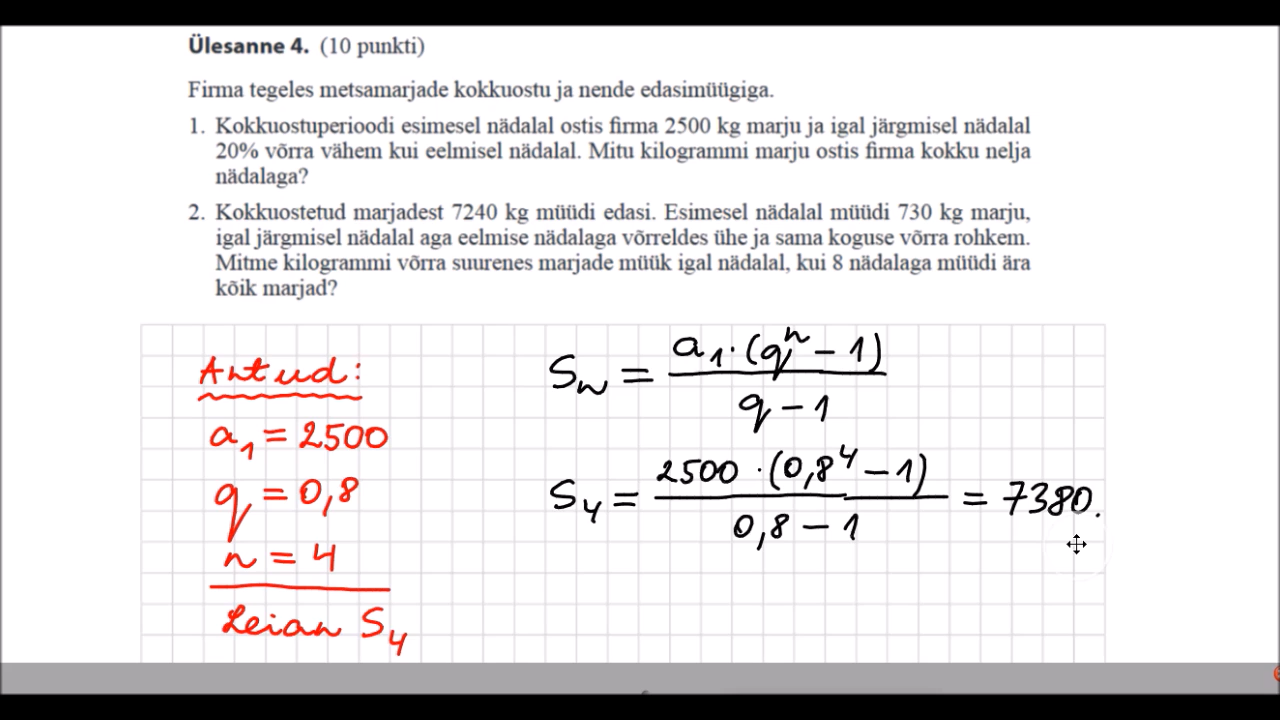 Ülesanne 4. (10 punkti)
Firma tegeles metsamarjade kokkuostu ja nende edasimüügiga.
1. Kokkuostuperioodi esimesel nädalal ostis firma 2500 kg marju ja igal järgmisel nädalal
20% võrra vähem kui eelmisel nädalal. Mitu kilogrammi marju ostis firma kokku nelja
nädalaga?
2. Kokkuostetud marjadest 7240 kg müüdi edasi. Esimesel nädalal müüdi 730 kg marju,
igal järgmisel nädalal aga eelmise nädalaga võrreldes ühe ja sama koguse võrra rohkem.
Mitme kilogrammi võrra suurenes marjade müük igal nädalal, kui 8 nädalaga müüdi ära
kõik marjad?
Antud:
a₁ = 2500
q = 0,8
n = 4
Leian S₄
Sₙ = a₁·(qⁿ – 1) / q – 1
S₄ = 2500·(0,8⁴ – 1) / 0,8 – 1 = 7380.